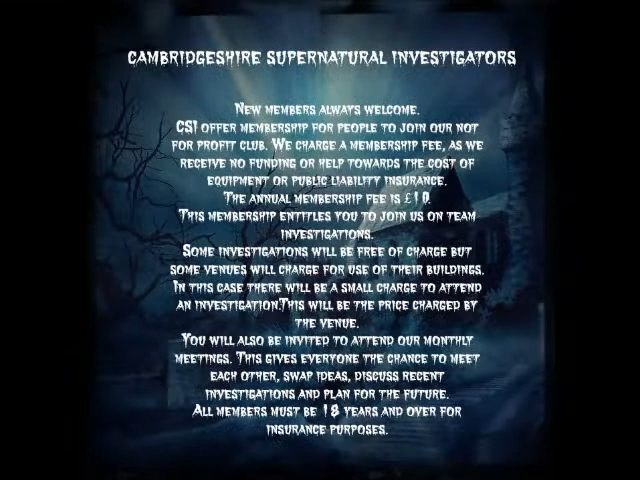 CAMBRIDGESHIRE SUPERNATURAL INVESTIGATORS
NEW MEMBERS ALWAYS WELCOME.
CSI OFFER MEMBERSHIP FOR PEOPLE TO JOIN OUR NOT
FOR PROFIT CLUB. WE CHARGE A MEMBERSHIP FEE, AS WE
RECEIVE NO FUNDING OR HELP TOWARDS THE COST OF
EQUIPMENT OR PUBLIC LIABILITY INSURANCE.
THE ANNUAL MEMBERSHIP FEE IS £10.
THIS MEMBERSHIP ENTITLES YOU TO JOIN US ON TEAM
INVESTIGATIONS.
SOME INVESTIGATIONS WILL BE FREE OF CHARGE BUT
SOME VENUES WILL CHARGE FOR USE OF THEIR BUILDINGS.
IN THIS CASE THERE WILL BE A SMALL CHARGE TO ATTEND
AN INVESTIGATION.THIS WILL BE THE PRICE CHARGED BY
THE VENUE.
YOU WILL ALSO BE INVITED TO ATTEND OUR MONTHLY
MEETINGS. THIS GIVES EVERYONE THE CHANCE TO MEET
EACH OTHER, SWAP IDEAS, DISCUSS RECENT
INVESTIGATIONS AND PLAN FOR THE FUTURE.
ALL MEMBERS MUST BE 18 YEARS AND OVER FOR
INSURANCE PURPOSES.